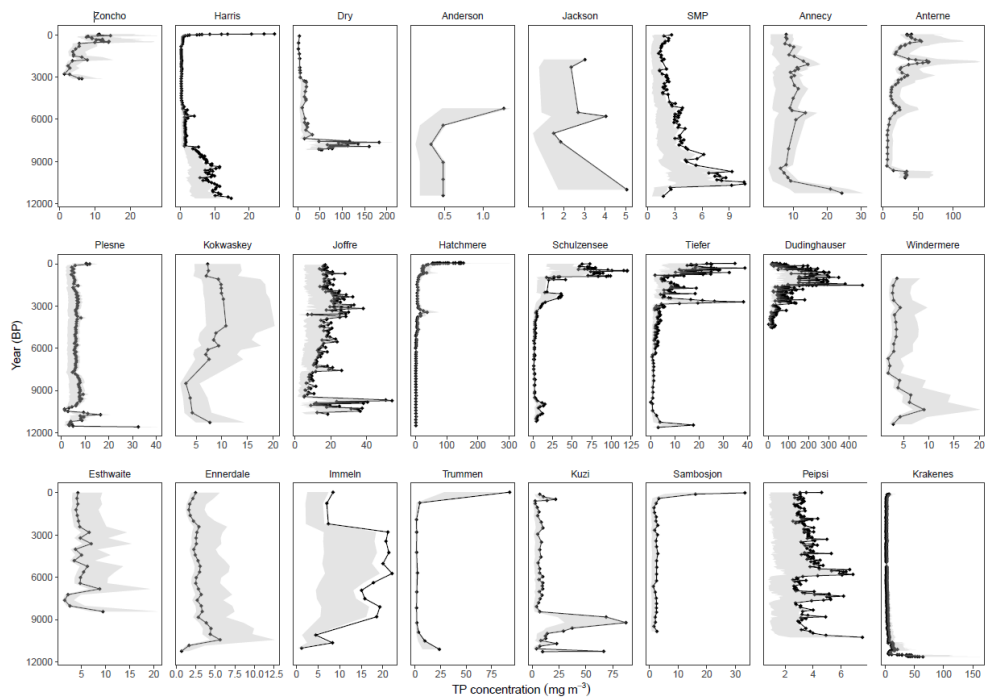 Zoncho Harris Dry Anderson Jackson SMP Annecy Anterne
0
3000
6000
9000
12000
0 10 20 0 10 20 0 50 100 150 200 0.5 1.0 1 2 3 4 5 0 3 6 9 10 20 30 0 50 100
Plesne Kokwaskey Joffre Hatchmere Schulzensee Tiefer Dudinghauser Windermere
0
3000
6000
9000
12000
Year (BP)
0 10 20 30 40 0 5 10 15 20 0 20 40 0 100 200 300 0 25 50 75 100 125 0 10 20 30 40 0 100 200 300 400 5 10 15 20
Esthwaite Ennerdale Immeln Trummen Kuzi Sambosjon Peipsi Krakenes
0
3000
6000
9000
12000
0 5 10 15 20 0.0 2.5 5.0 7.5 10.0 12.5 0 5 10 15 20 0 25 50 75 0 25 50 75 0 10 20 30 2 4 6 0 50 100 150
TP concentration (mg m⁻³)